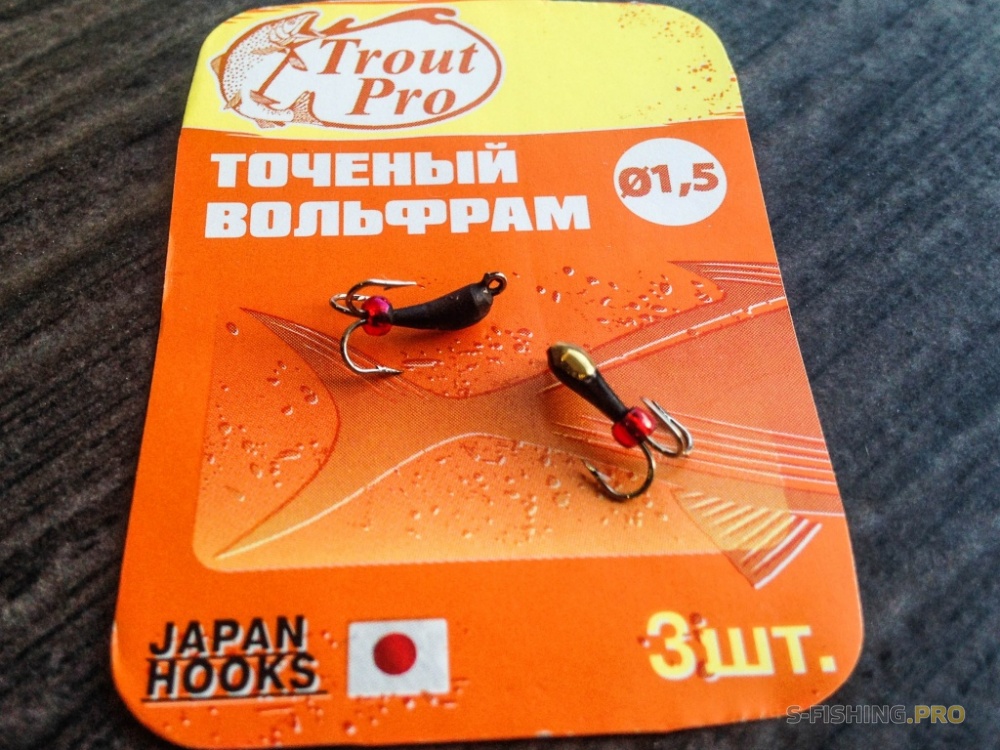 Trout
Pro
ТОЧЕНЫЙ
ВОЛЬФРАМ
Ø1,5
JAPAN
HOOKS
3шт.
S-FISHING.PRO